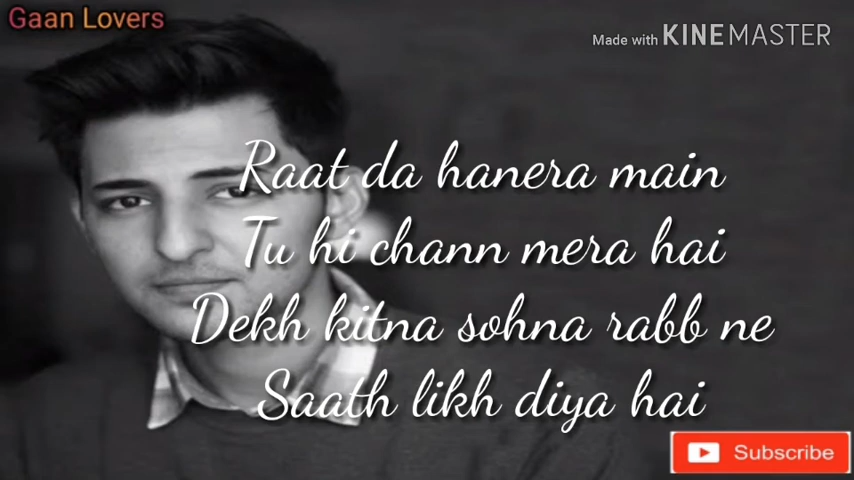 Gaan Lovers
Made with KINEMASTER
Raat da hanera main
Tu hi chann mera hai
Dekh kitna sohna rabb ne
Saath likh diya hai
Subscribe